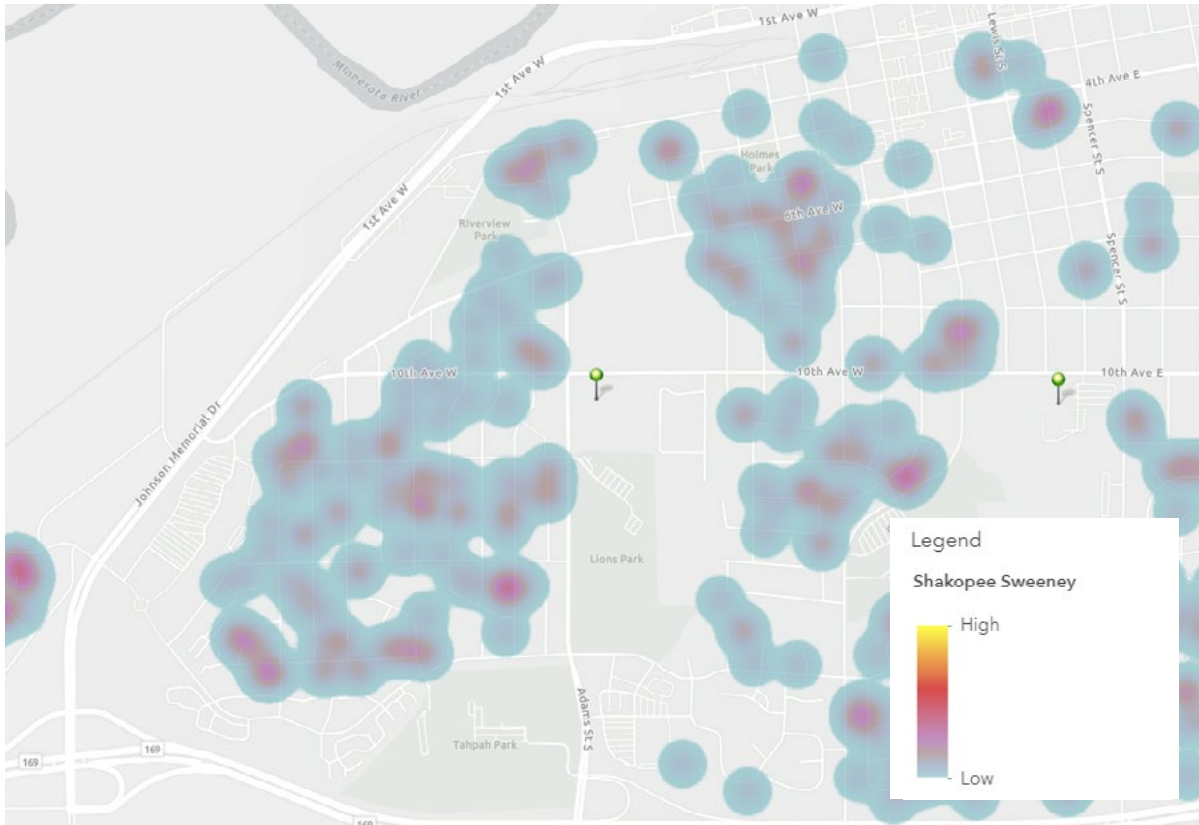 1st Ave W
Lewis St S
Minnesota River
1st Ave W
4th Ave E
Spencer St S
Holmes
Park
1st Ave W
6th Ave W
Riverview
Park
Spencer St S
10th Ave W
10th Ave W
10th Ave E
Johnson Memorial Dr
Lions Park
Legend
Shakopee Sweeney
High
Low
Adams St S
Tahpah Park
169
169
169